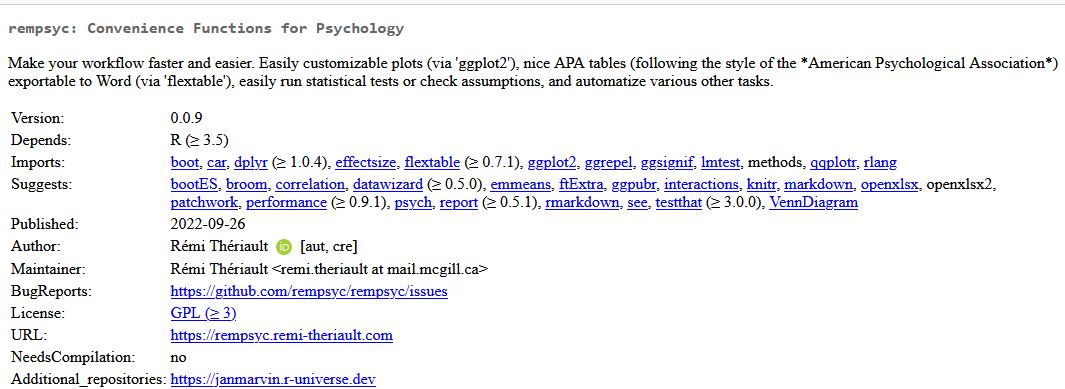 rempsyc: Convenience Functions for Psychology
Make your workflow faster and easier. Easily customizable plots (via 'ggplot2'), nice APA tables (following the style of the *American Psychological Association*)
exportable to Word (via 'flextable'), easily run statistical tests or check assumptions, and automatize various other tasks.
Version: 0.0.9
Depends: R (≥ 3.5)
Imports: boot, car, dplyr (≥ 1.0.4), effectsize, flextable (≥ 0.7.1), ggplot2, ggrepel, ggsignif, lmtest, methods, qqplotr, rlang
Suggests: bootES, broom, correlation, datawizard (≥ 0.5.0), emmeans, ftExtra, ggpubr, interactions, knitr, markdown, openxlsx, openxlsx2,
patchwork, performance (≥ 0.9.1), psych, report (≥ 0.5.1), rmarkdown, see, testthat (≥ 3.0.0), VennDiagram
Published: 2022-09-26
Author: Rémi Thériault iD [aut, cre]
Maintainer: Rémi Thériault <remi.theriault at mail.mcgill.ca>
BugReports: https://github.com/rempsyc/rempsyc/issues
License: GPL (≥ 3)
URL: https://rempsyc.remi-theriault.com
NeedsCompilation: no
Additional_repositories: https://janmarvin.r-universe.dev